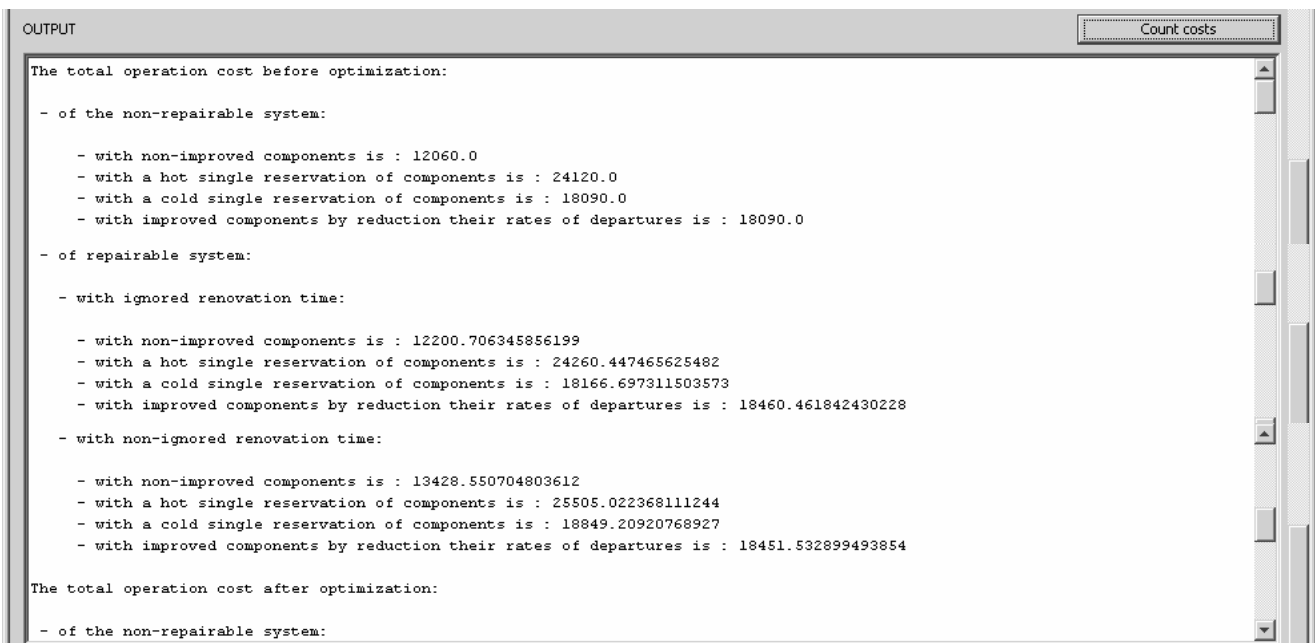 OUTPUT
Count costs
The total operation cost before optimization:
- of the non-repairable system:
- with non-improved components is : 12060.0
- with a hot single reservation of components is : 24120.0
- with a cold single reservation of components is : 18090.0
- with improved components by reduction their rates of departures is : 18090.0
- of repairable system:
- with ignored renovation time:
- with non-improved components is : 12200.706345856199
- with a hot single reservation of components is : 24260.447465625482
- with a cold single reservation of components is : 18166.697311503573
- with improved components by reduction their rates of departures is : 18460.461842430228
- with non-ignored renovation time:
- with non-improved components is : 13428.550704803612
- with a hot single reservation of components is : 25505.022368111244
- with a cold single reservation of components is : 18849.20920768927
- with improved components by reduction their rates of departures is : 18451.532899493854
The total operation cost after optimization:
- of the non-repairable system: